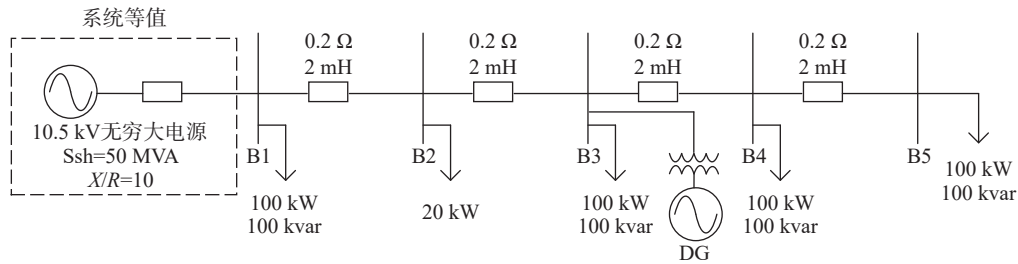 系统等值
10.5 kV无穷大电源
Ssh=50 MVA
X/R=10
B1
100 kW
100 kvar
0.2 Ω
2 mH
B2
20 kW
0.2 Ω
2 mH
B3
100 kW
100 kvar
DG
0.2 Ω
2 mH
B4
100 kW
100 kvar
0.2 Ω
2 mH
B5
100 kW
100 kvar